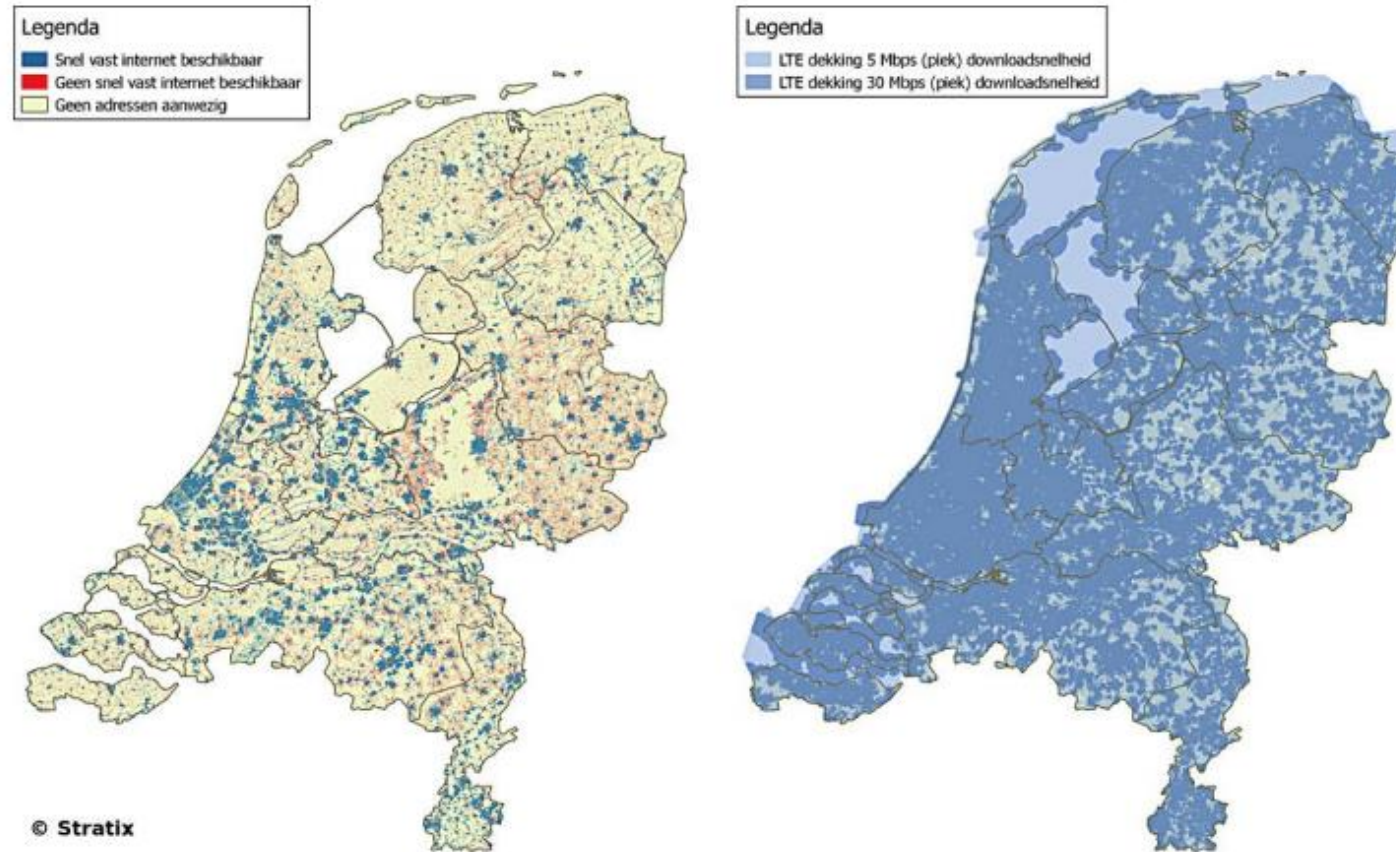 Legenda
Snel vast internet beschikbaar
Geen snel vast internet beschikbaar
Geen adressen aanwezig
Legenda
LTE dekking 5 Mbps (piek) downloadsnelheid
LTE dekking 30 Mbps (piek) downloadsnelheid
© Stratix